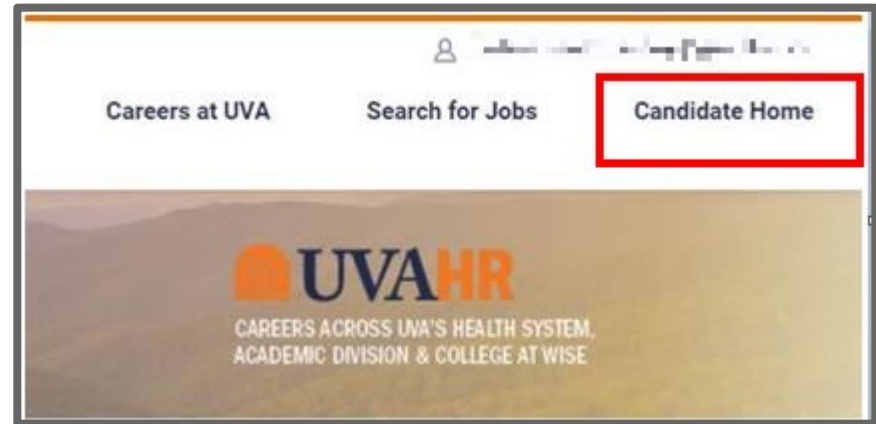 Careers at UVA Search for Jobs Candidate Home
UVAHR
CAREERS ACROSS UVA'S HEALTH SYSTEM,
ACADEMIC DIVISION & COLLEGE AT WISE